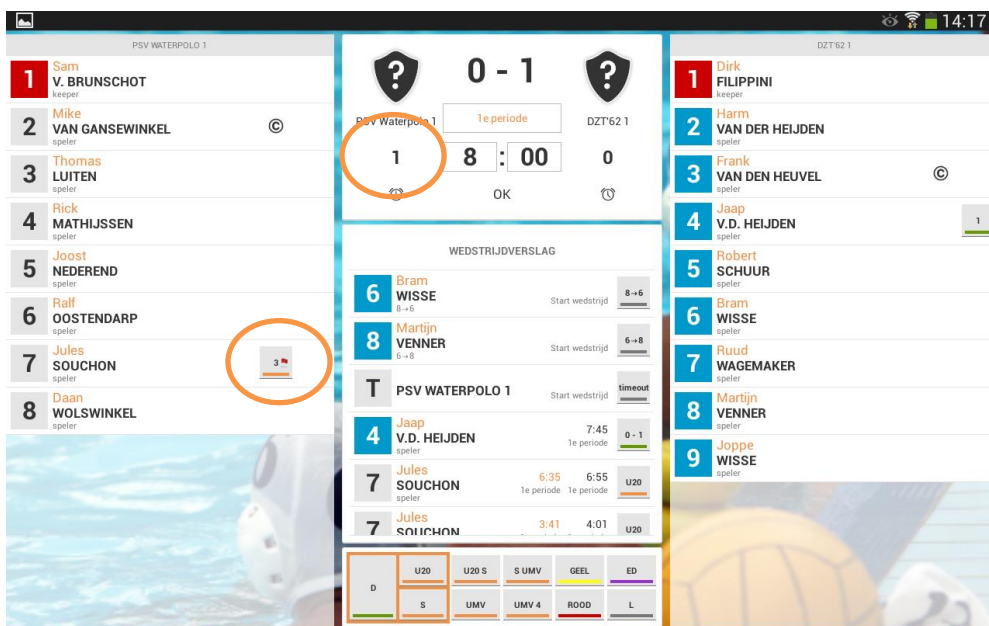 14:17
PSV WATERPOLO 1
1
Sam
V. BRUNSCHOT
keeper
2
Mike
VAN GANSEWINKEL
speler
©
3
Thomas
LUITEN
speler
4
Rick
MATHIJSSEN
speler
5
Joost
NEDEREND
speler
6
Ralf
OOSTENDARP
speler
7
Jules
SOUCHON
speler
3
8
Daan
WOLSWINKEL
speler
? 0 - 1 ?
PSV Waterpolo 1 1e periode DZT'62 1
1 8 : 00 0
OK
WEDSTRIJDVERSLAG
6
Bram
WISSE
8→6
Start wedstrijd
8→6
8
Martijn
VENNER
6→8
Start wedstrijd
6→8
T PSV WATERPOLO 1 Start wedstrijd timeout
4
Jaap
V.D. HEIJDEN
speler
7:45
1e periode
0 - 1
7
Jules
SOUCHON
speler
6:35 6:55
1e periode 1e periode
U20
7
Jules
SOUCHON
3:41 4:01
U20
D
U20 U20 S S UMV GEEL ED
S UMV UMV 4 ROOD L
DZT'62 1
1
Dirk
FILIPPINI
keeper
2
Harm
VAN DER HEIJDEN
speler
3
Frank
VAN DEN HEUVEL
speler
©
4
Jaap
V.D. HEIJDEN
speler
1
5
Robert
SCHUUR
speler
6
Bram
WISSE
speler
7
Ruud
WAGEMAKER
speler
8
Martijn
VENNER
speler
9
Joppe
WISSE
speler